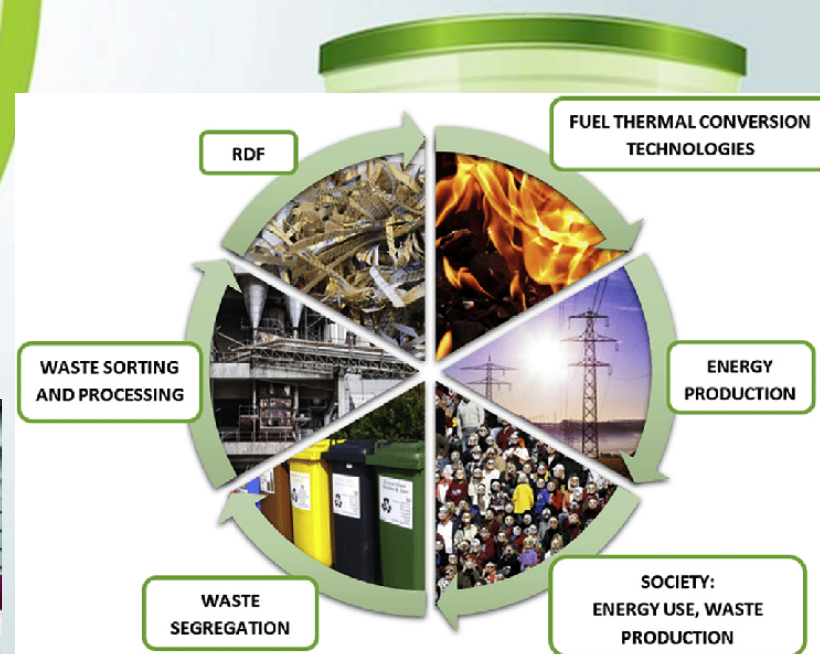 RDF
FUEL THERMAL CONVERSION
TECHNOLOGIES
WASTE SORTING
AND PROCESSING
ENERGY
PRODUCTION
WASTE
SEGREGATION
SOCIETY:
ENERGY USE, WASTE
PRODUCTION